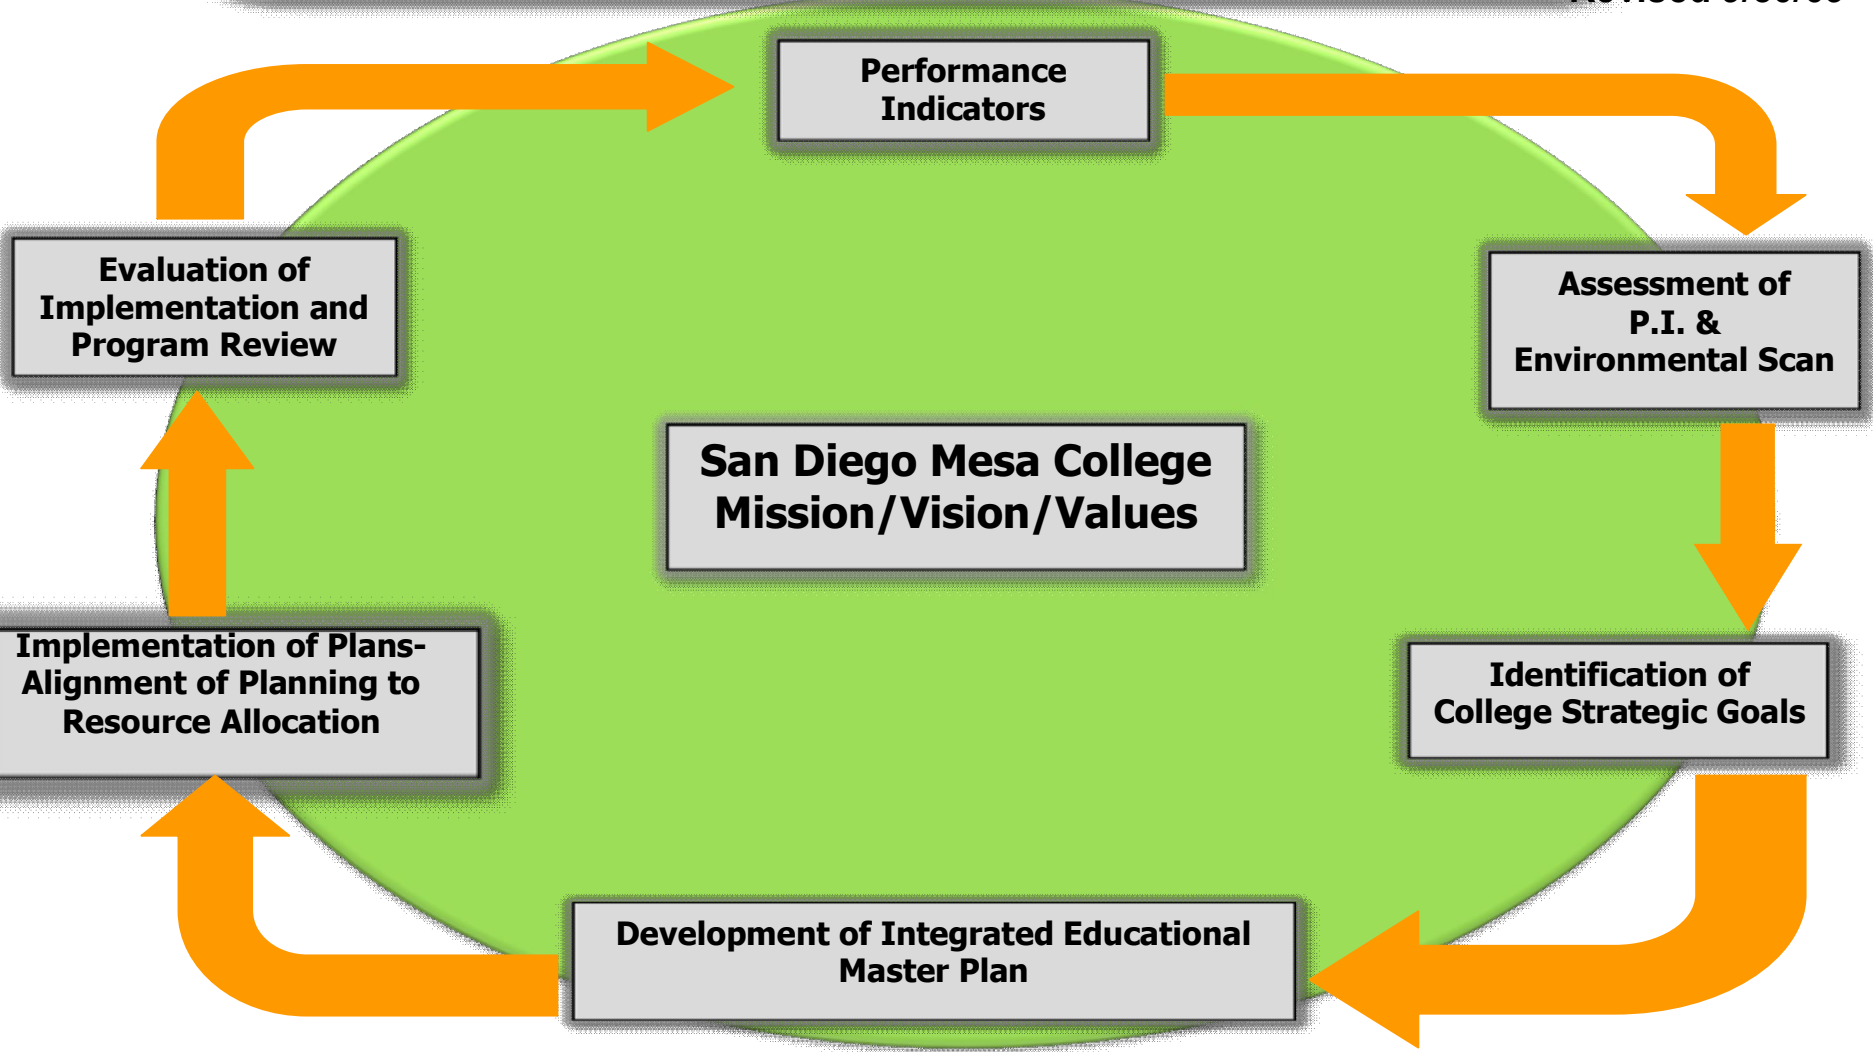 Performance
Indicators
Assessment of
P.I. &
Environmental Scan
Identification of
College Strategic Goals
Development of Integrated Educational
Master Plan
Implementation of Plans-
Alignment of Planning to
Resource Allocation
Evaluation of
Implementation and
Program Review
San Diego Mesa College
Mission/Vision/Values